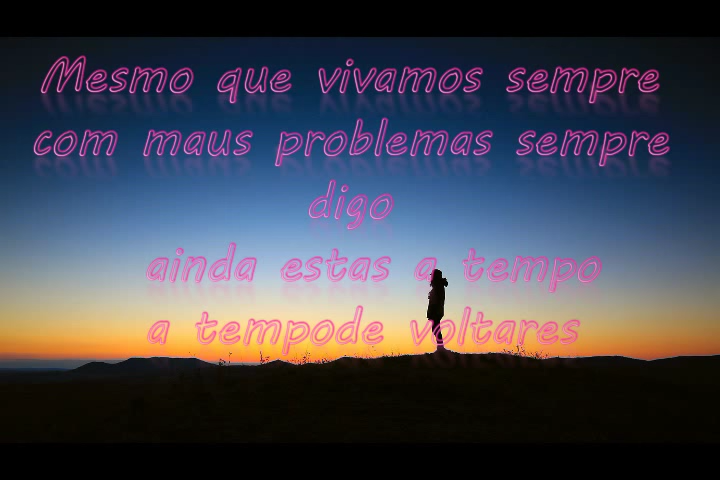 Mesmo que vivamos sempre
com maus problemas sempre
digo
ainda estas a tempo
a tempode voltares